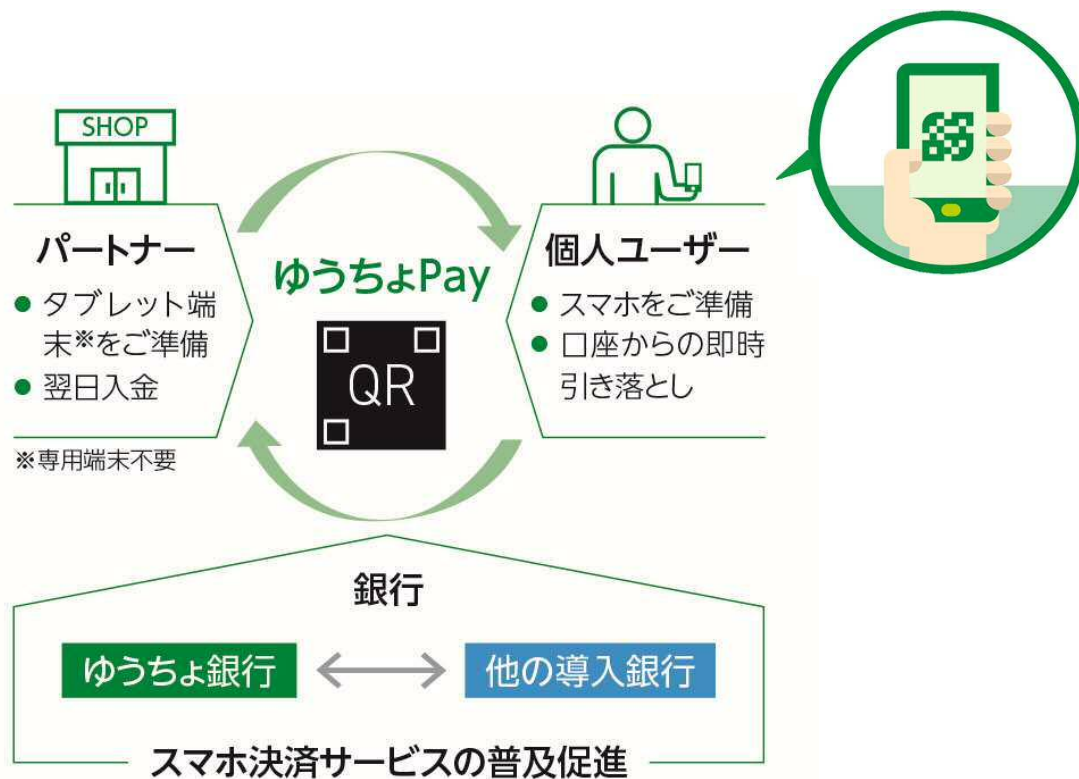 SHOP
パートナー
● タブレット端
末※をご準備
● 翌日入金
※専用端末不要
ゆうちょPay
QR
個人ユーザー
● スマホをご準備
● 口座からの即時
引き落とし
銀行
ゆうちょ銀行
他の導入銀行
スマホ決済サービスの普及促進